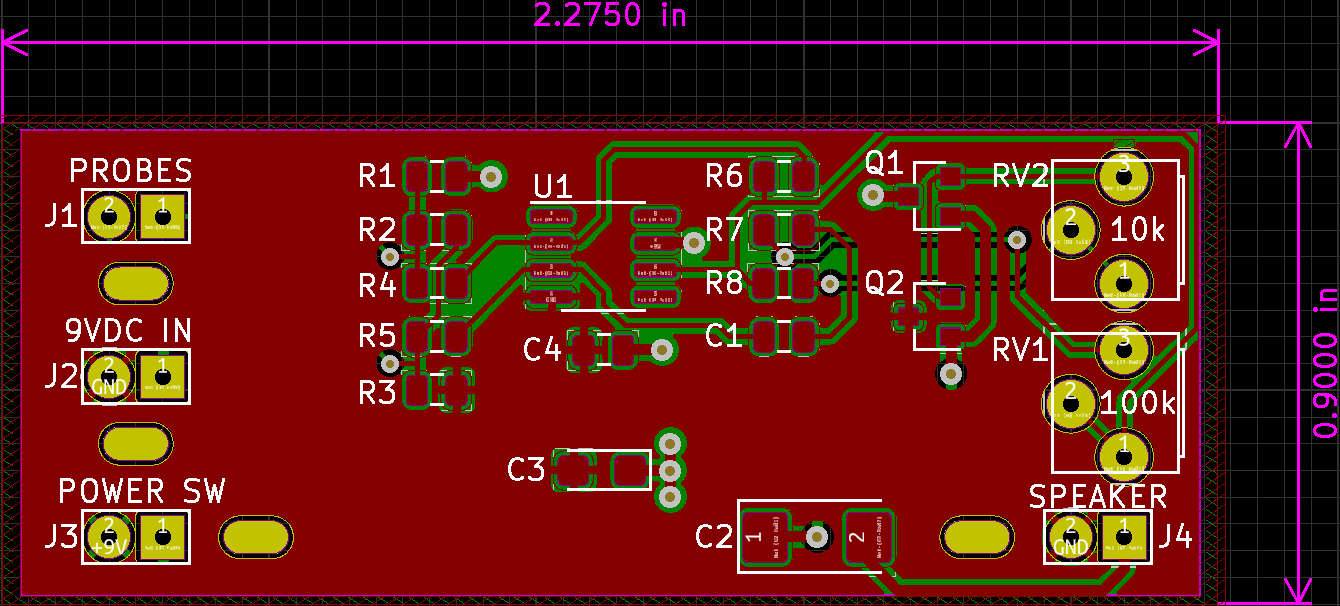 2.2750 in
PROBES
J1
2
1
9VDC IN
J2
2
1
GND
POWER SW
J3
2
1
+9V
R1
R2
R4
R5
R3
U1
C4
C3
R6
R7
R8
C1
C2
1
2
Q1
Q2
RV2
3
2
1
10k
RV1
3
2
1
100k
SPEAKER
2
1
GND
J4
0.9000 in